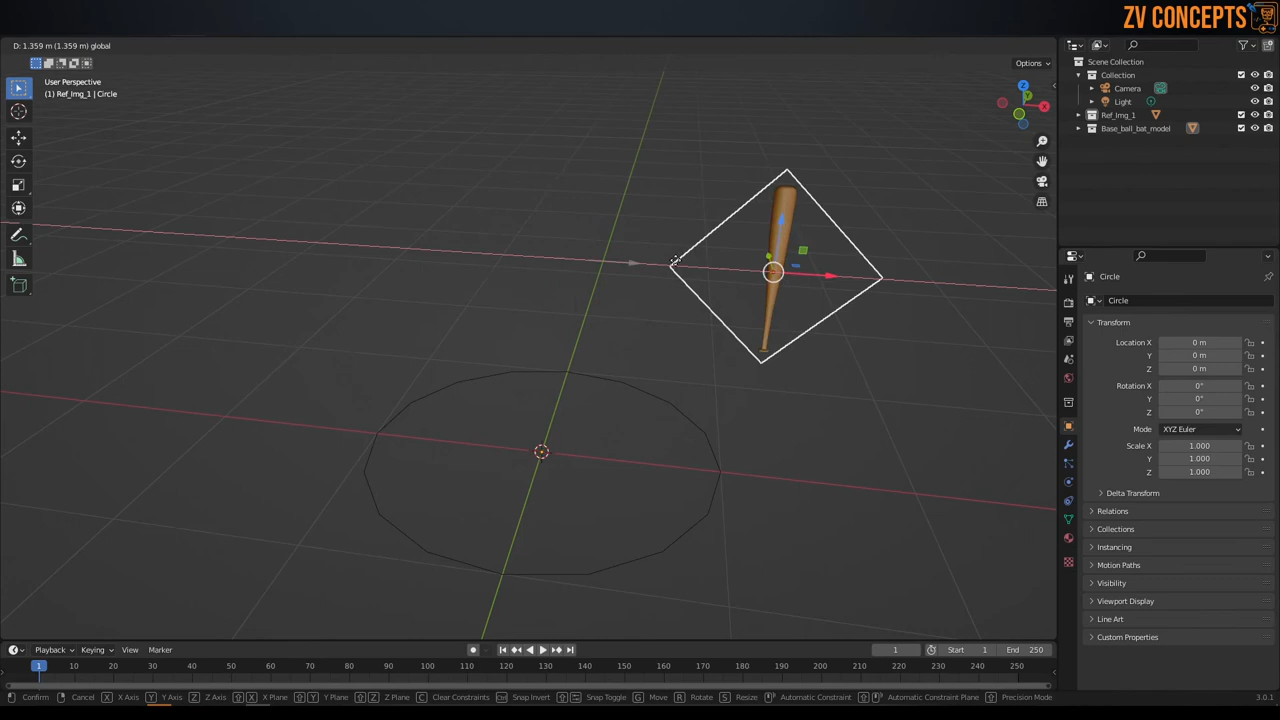 ZV CONCEPTS
D: 1.359 m (1.359 m) global
Options
User Perspective
(1) Ref_Img_1 | Circle
Z
Y
X
Scene Collection
Collection
Camera
Light
Ref_Img_1
Base_ball_bat_model
Circle
Circle
Transform
Location X 0 m
Y 0 m
Z 0 m
Rotation X 0°
Y 0°
Z 0°
Mode XYZ Euler
Scale X 1.000
Y 1.000
Z 1.000
Delta Transform
Relations
Collections
Instancing
Motion Paths
Visibility
Viewport Display
Line Art
Custom Properties
Playback Keying View Marker 1 Start 1 End 250
1 10 20 30 40 50 60 70 80 90 100 110 120 130 140 150 160 170 180 190 200 210 220 230 240 250
Confirm Cancel X X Axis Y Y Axis Z Z Axis X X Plane Y Y Plane Z Z Plane C Clear Constraints Ctrl Snap Invert Snap Toggle G Move R Rotate S Resize Automatic Constraint Automatic Constraint Plane Precision Mode 3.0.1